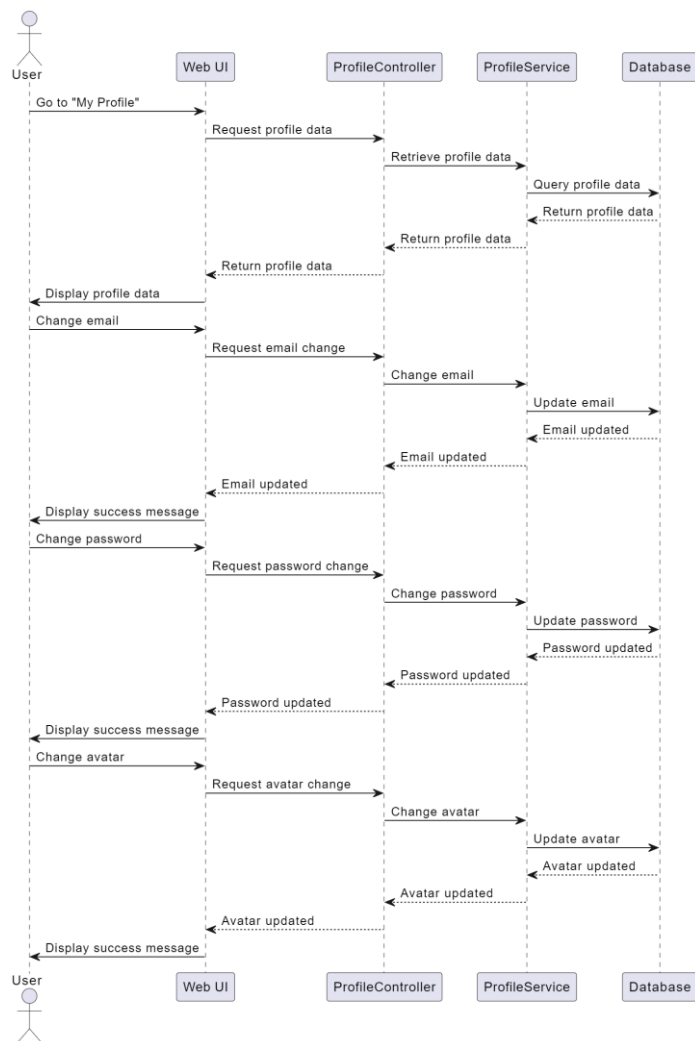 User
Web UI
ProfileController
ProfileService
Database
Go to "My Profile"
Request profile data
Retrieve profile data
Query profile data
Return profile data
Return profile data
Return profile data
Display profile data
Change email
Request email change
Change email
Update email
Email updated
Email updated
Email updated
Display success message
Change password
Request password change
Change password
Update password
Password updated
Password updated
Password updated
Display success message
Change avatar
Request avatar change
Change avatar
Update avatar
Avatar updated
Avatar updated
Avatar updated
Display success message
User
Web UI
ProfileController
ProfileService
Database